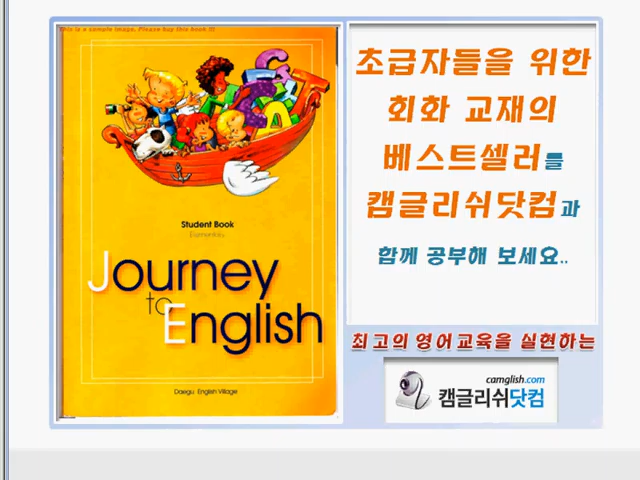 This is a sample image, Please buy this book !!!
Student Book
Elementary
Journey
to
English
Daegu English Village
초급자들을 위한
회화 교재의
베스트셀러를
캠글리쉬닷컴과
함께 공부해 보세요..
최고의 영어교육을 실현하는
camglish.com
캠글리쉬닷컴